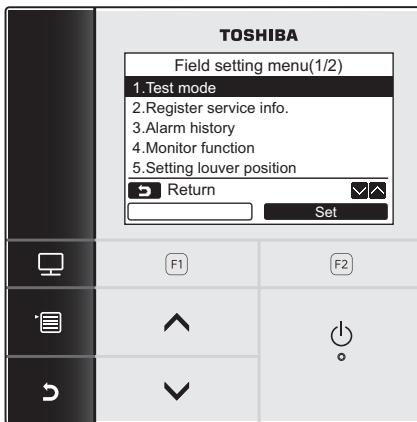 TOSHIBA
Field setting menu(1/2)
1.Test mode
2.Register service info.
3.Alarm history
4.Monitor function
5.Setting louver position
Return
Set
F1
F2